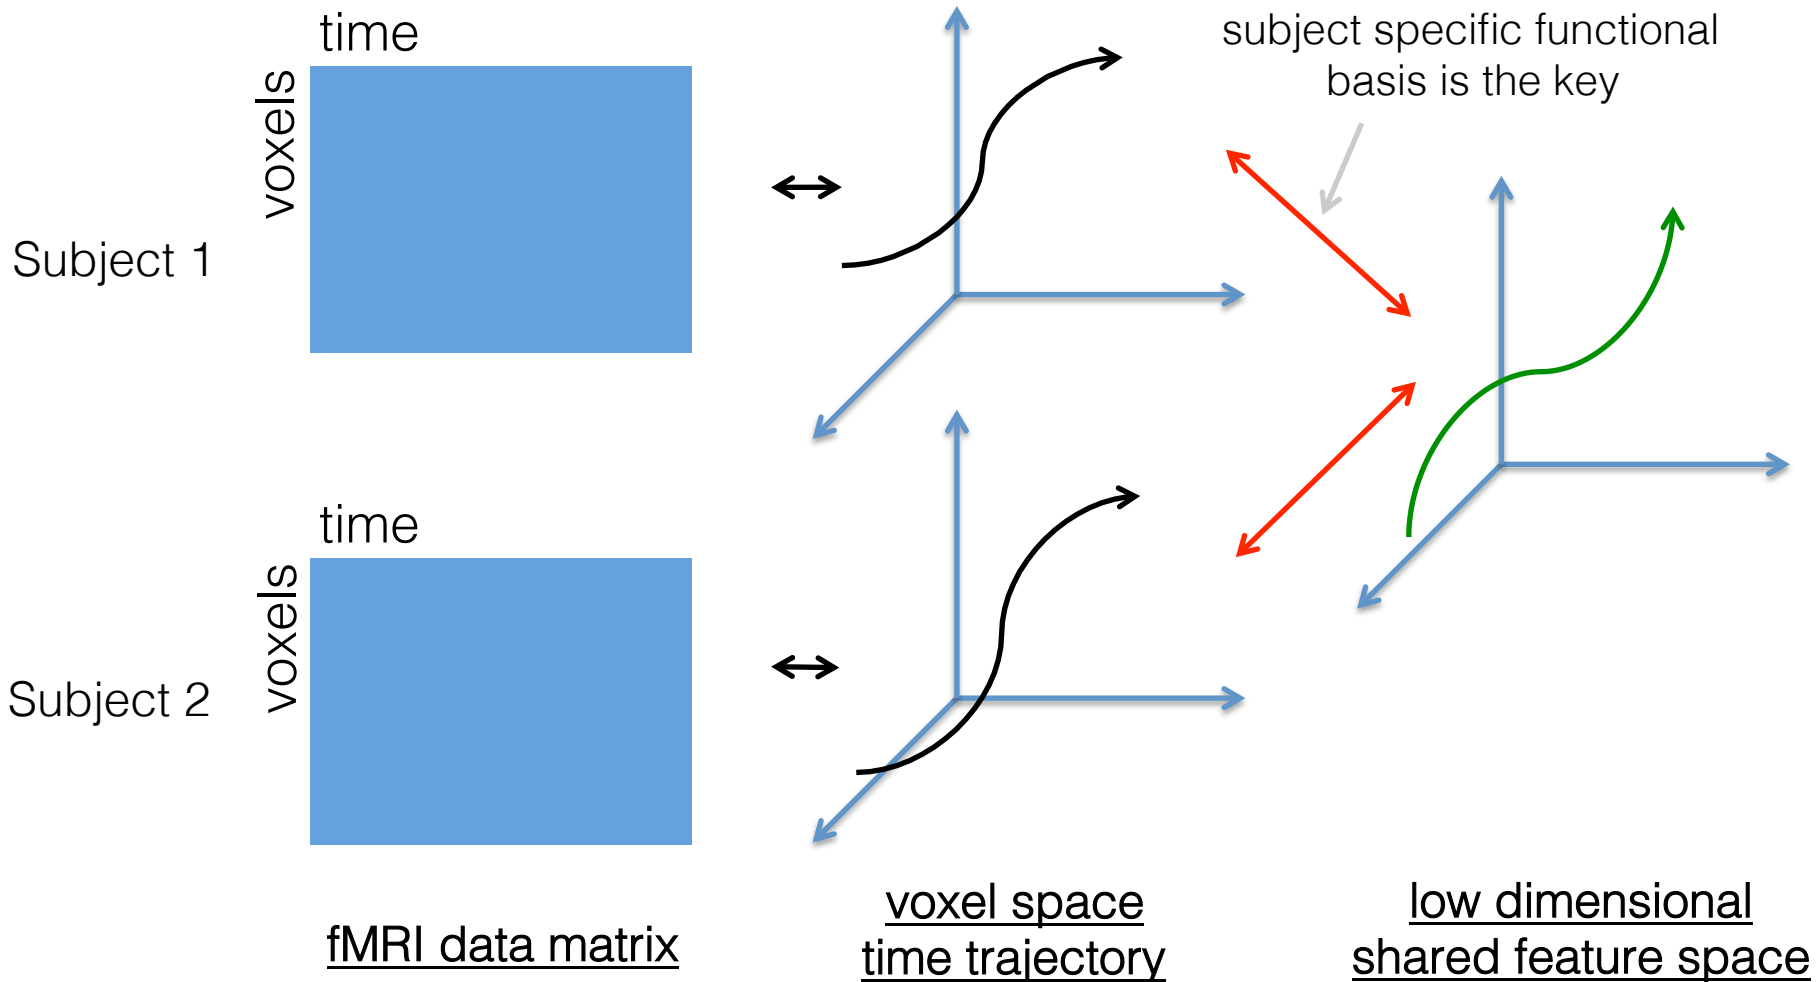 time
voxels
Subject 1
subject specific functional
basis is the key
time
voxels
Subject 2
fMRI data matrix
voxel space
time trajectory
low dimensional
shared feature space